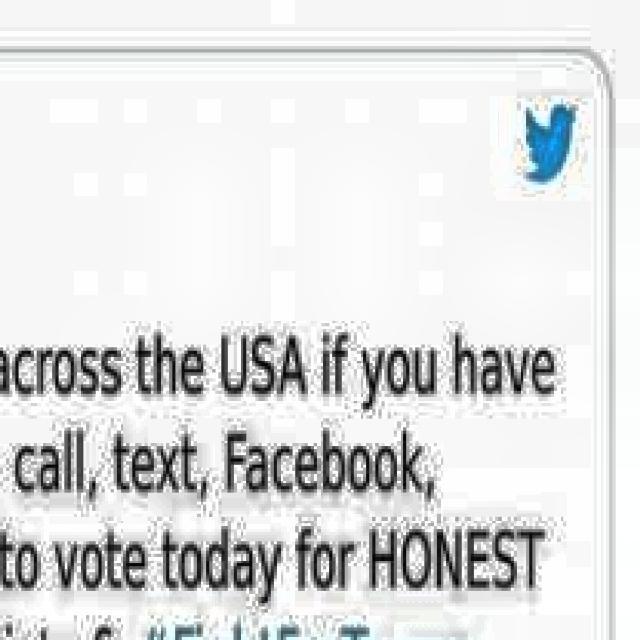 across the USA if you have
call, text, Facebook,
to vote today for HONEST